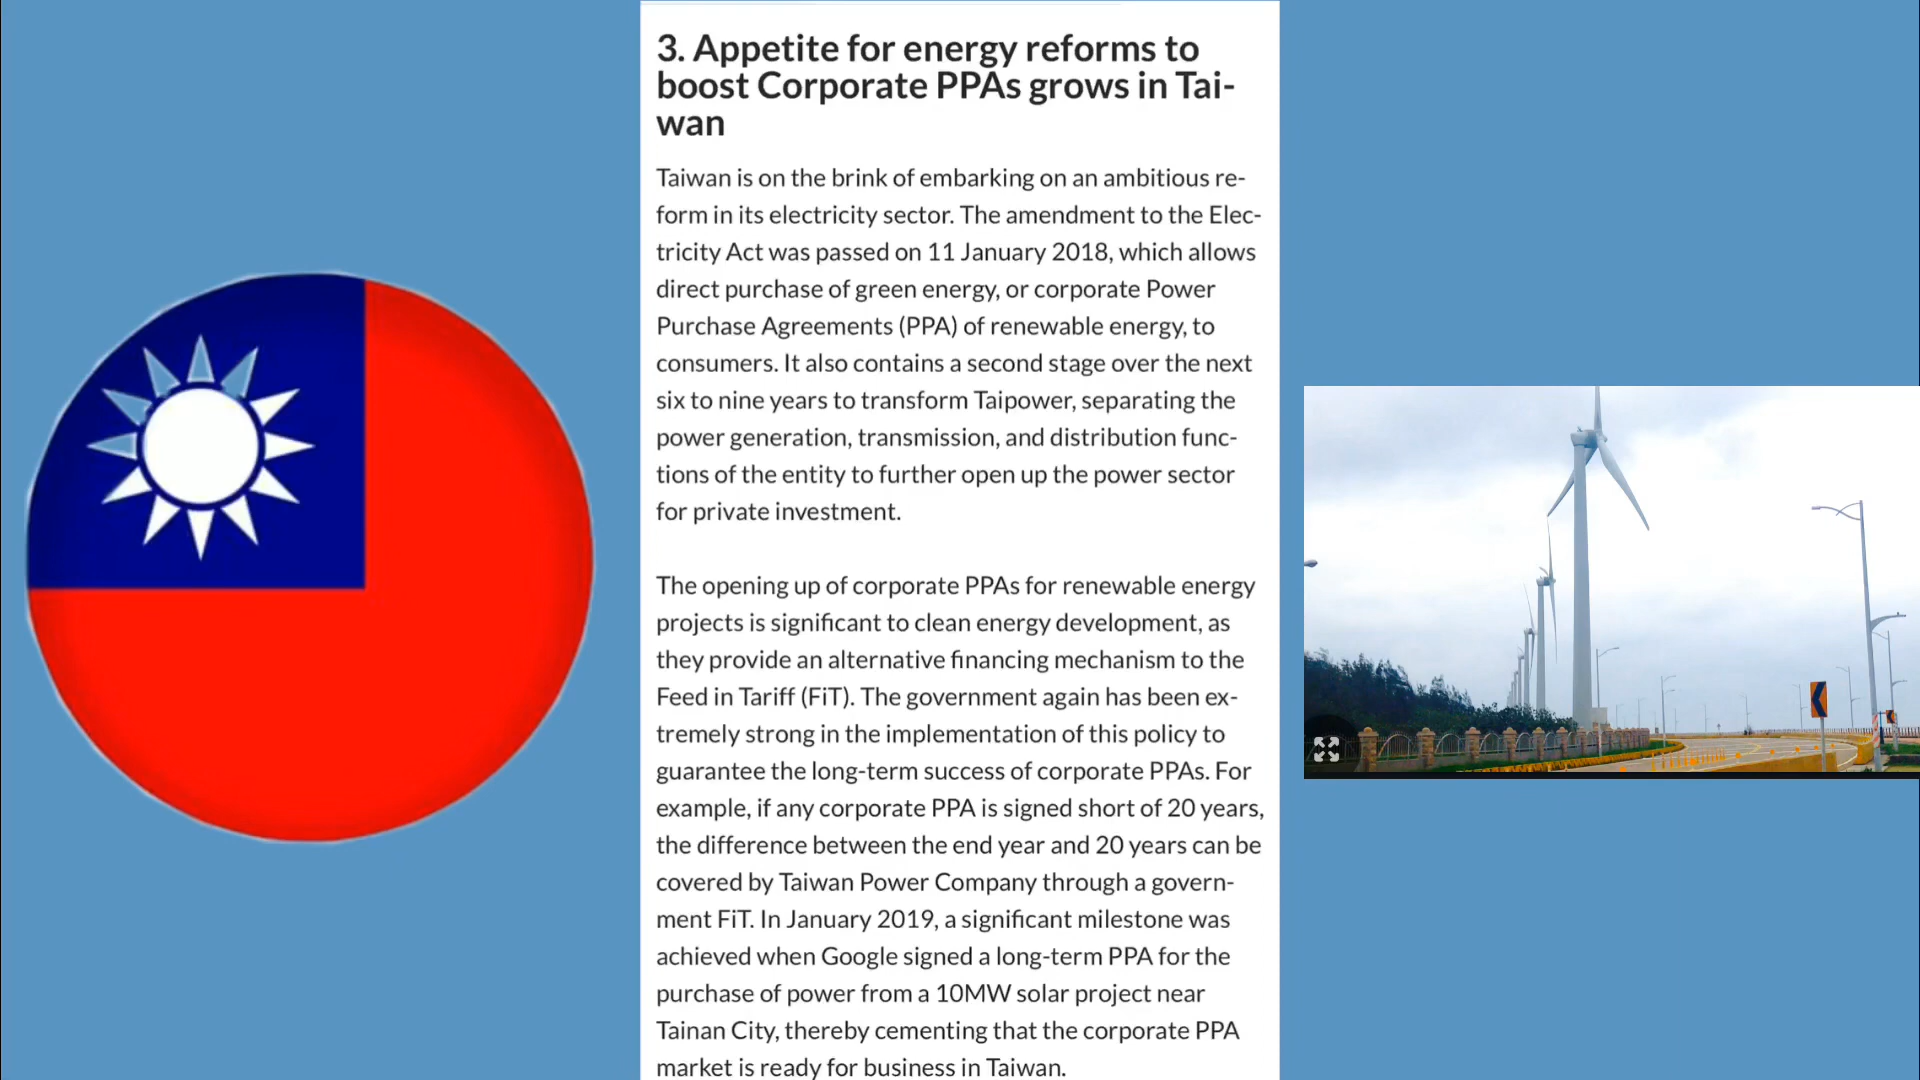 3. Appetite for energy reforms to
boost Corporate PPAs grows in Tai-
wan
Taiwan is on the brink of embarking on an ambitious re-
form in its electricity sector. The amendment to the Elec-
tricity Act was passed on 11 January 2018, which allows
direct purchase of green energy, or corporate Power
Purchase Agreements (PPA) of renewable energy, to
consumers. It also contains a second stage over the next
six to nine years to transform Taipower, separating the
power generation, transmission, and distribution func-
tions of the entity to further open up the power sector
for private investment.
The opening up of corporate PPAs for renewable energy
projects is significant to clean energy development, as
they provide an alternative financing mechanism to the
Feed in Tariff (FiT). The government again has been ex-
tremely strong in the implementation of this policy to
guarantee the long-term success of corporate PPAs. For
example, if any corporate PPA is signed short of 20 years,
the difference between the end year and 20 years can be
covered by Taiwan Power Company through a govern-
ment FiT. In January 2019, a significant milestone was
achieved when Google signed a long-term PPA for the
purchase of power from a 10MW solar project near
Tainan City, thereby cementing that the corporate PPA
market is ready for business in Taiwan.